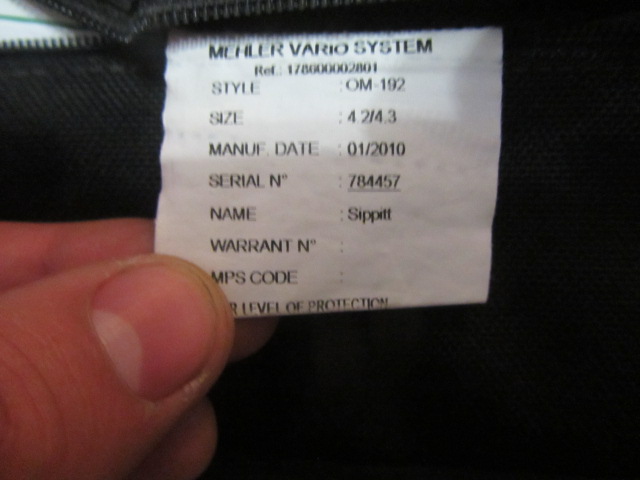 MEHLER VARIO SYSTEM
Ref.: 178600002801
STYLE : OM-192
SIZE : 4.2/4.3
MANUF. DATE : 01/2010
SERIAL N° : 784457
NAME : Sippitt
WARRANT N° :
MPS CODE :
LEVEL OF PROTECTION